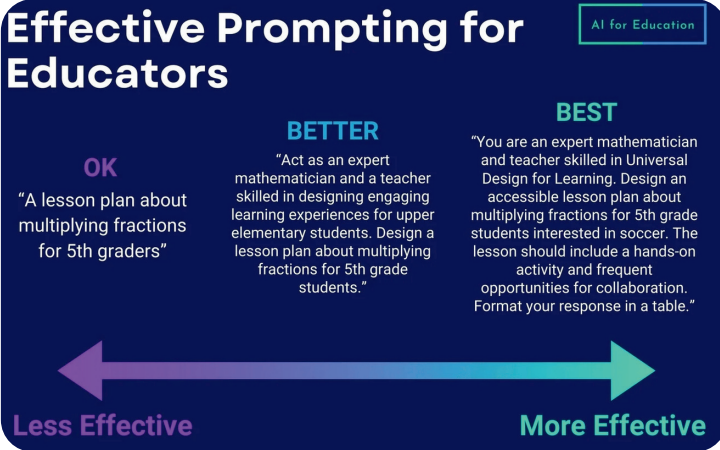 Effective Prompting for
Educators
AI for Education
OK
“A lesson plan about
multiplying fractions
for 5th graders”
BETTER
“Act as an expert
mathematician and a teacher
skilled in designing engaging
learning experiences for upper
elementary students. Design a
lesson plan about multiplying
fractions for 5th grade
students.”
BEST
“You are an expert mathematician
and teacher skilled in Universal
Design for Learning. Design an
accessible lesson plan about
multiplying fractions for 5th grade
students interested in soccer. The
lesson should include a hands-on
activity and frequent
opportunities for collaboration.
Format your response in a table.”
Less Effective
More Effective